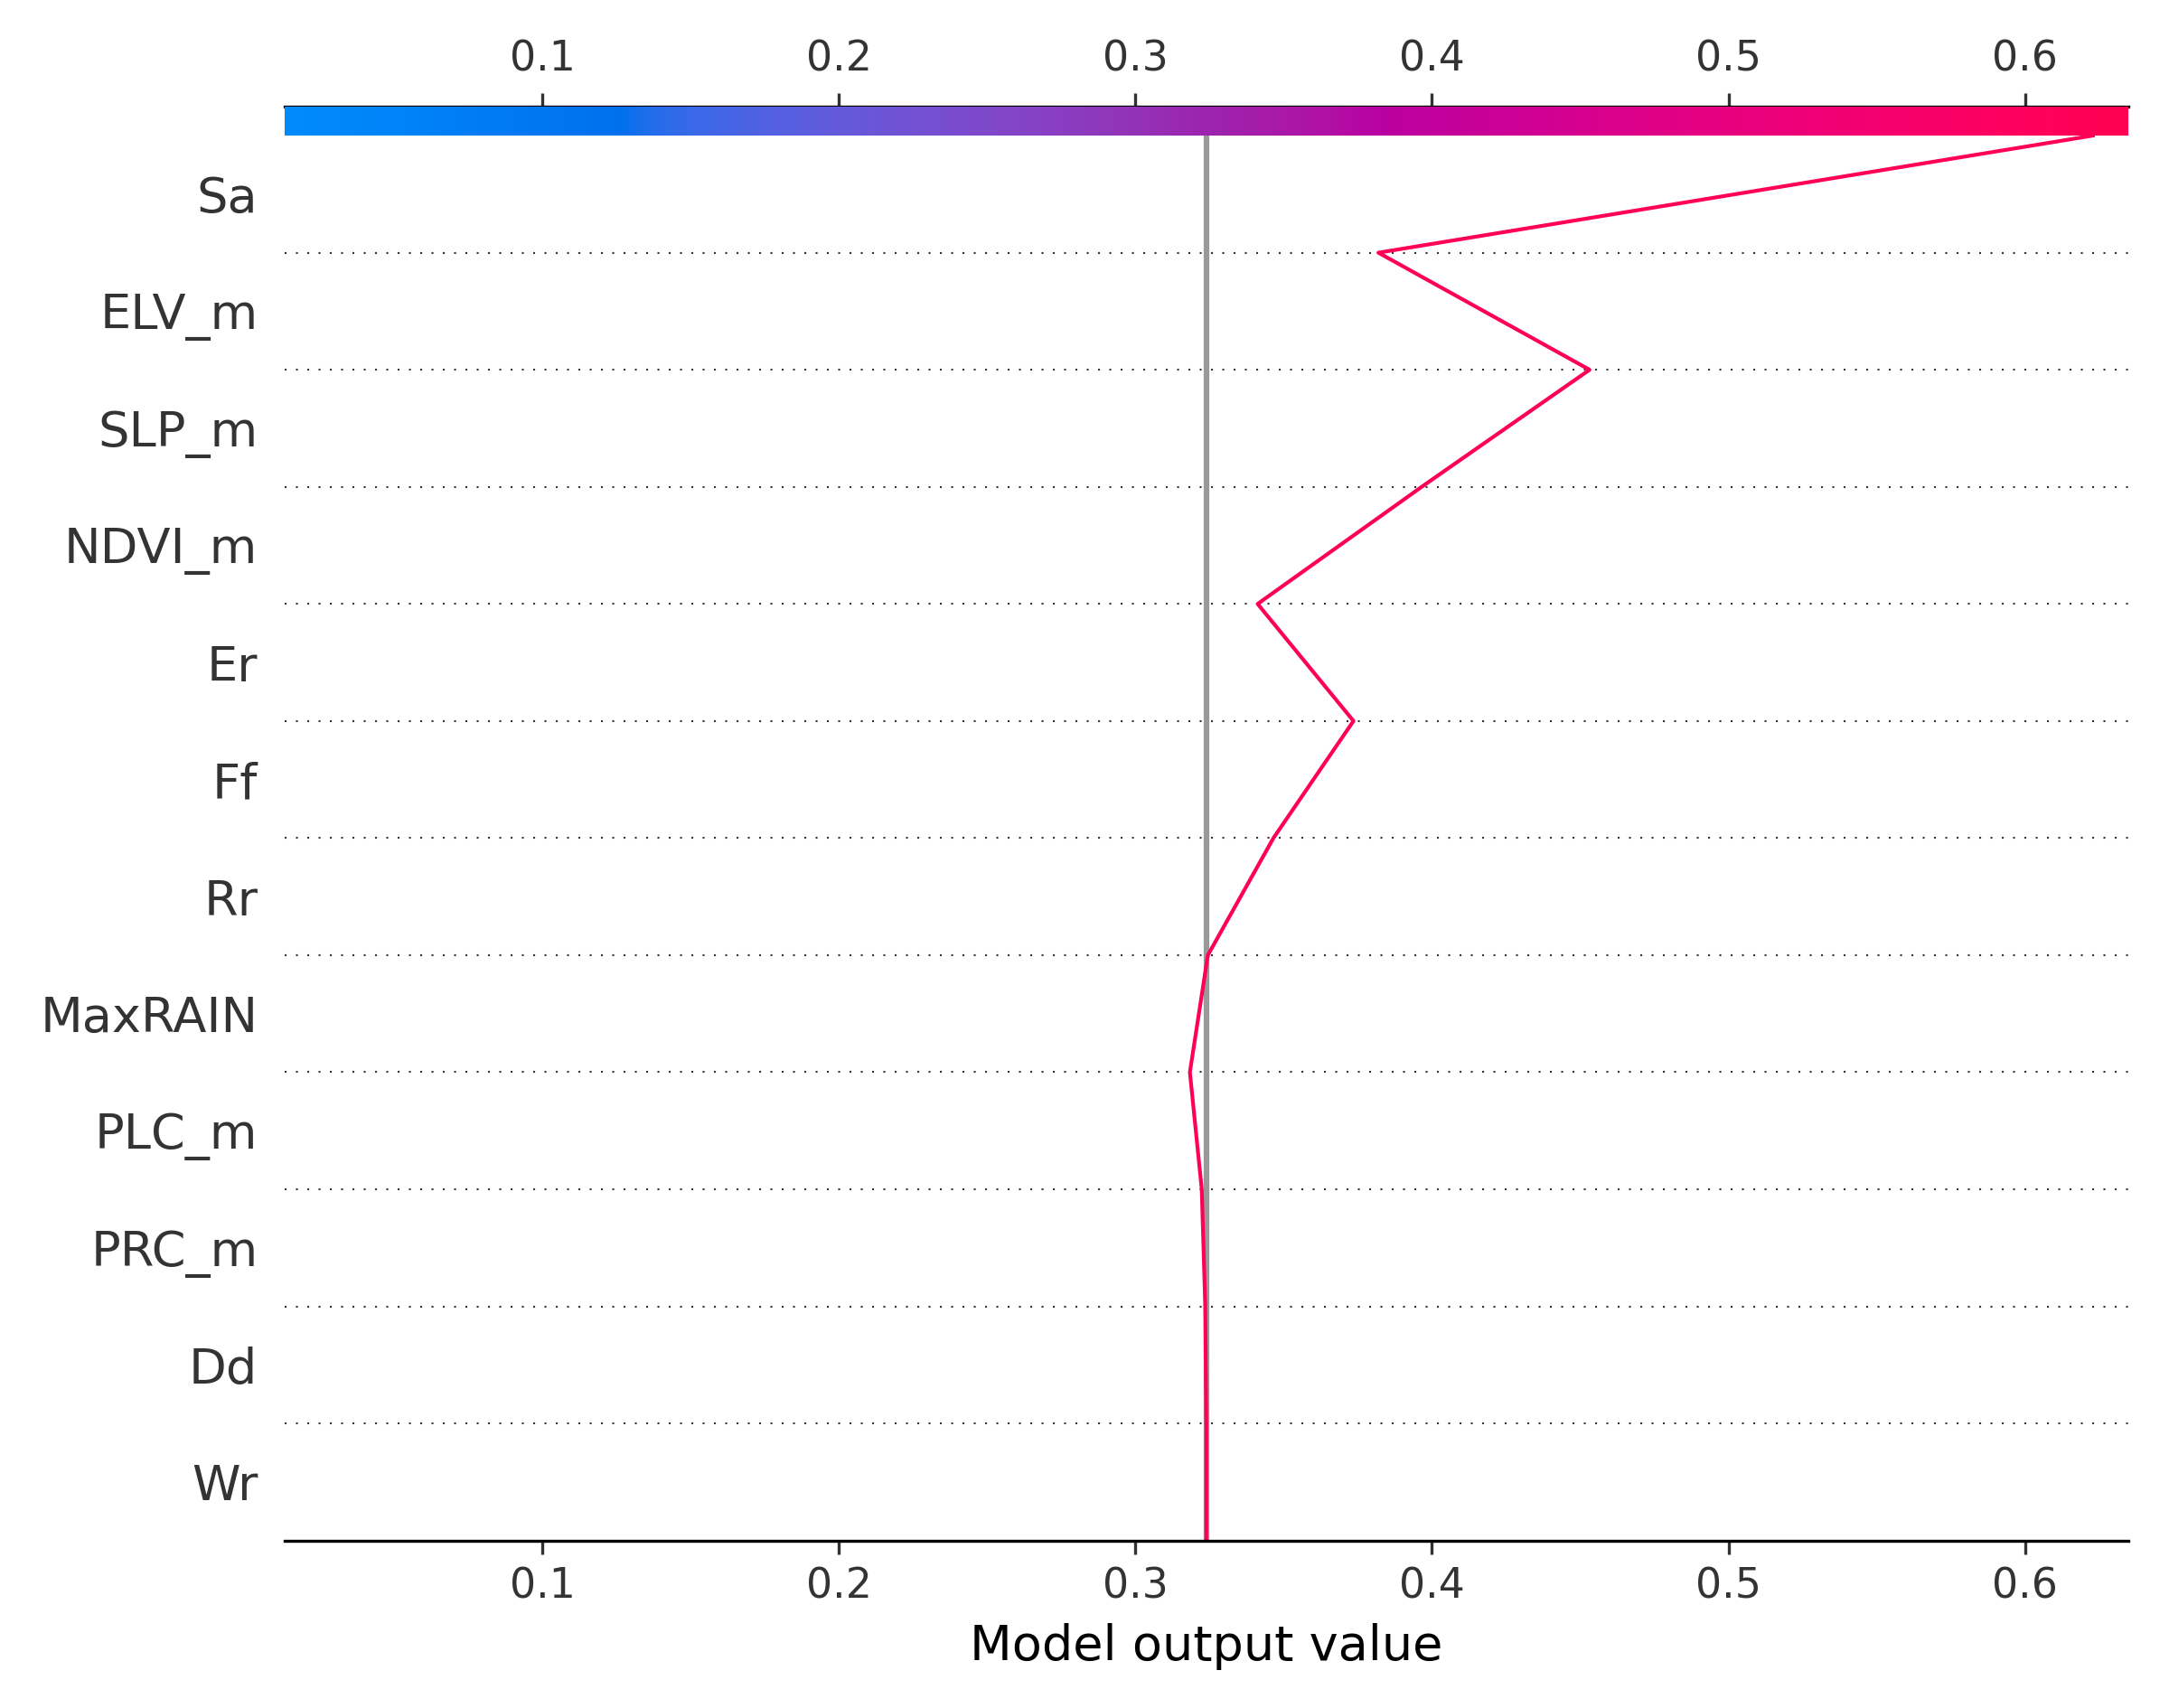 0.1 0.2 0.3 0.4 0.5 0.6
Sa
ELV_m
SLP_m
NDVI_m
Er
Ff
Rr
MaxRAIN
PLC_m
PRC_m
Dd
Wr
0.1 0.2 0.3 0.4 0.5 0.6
Model output value